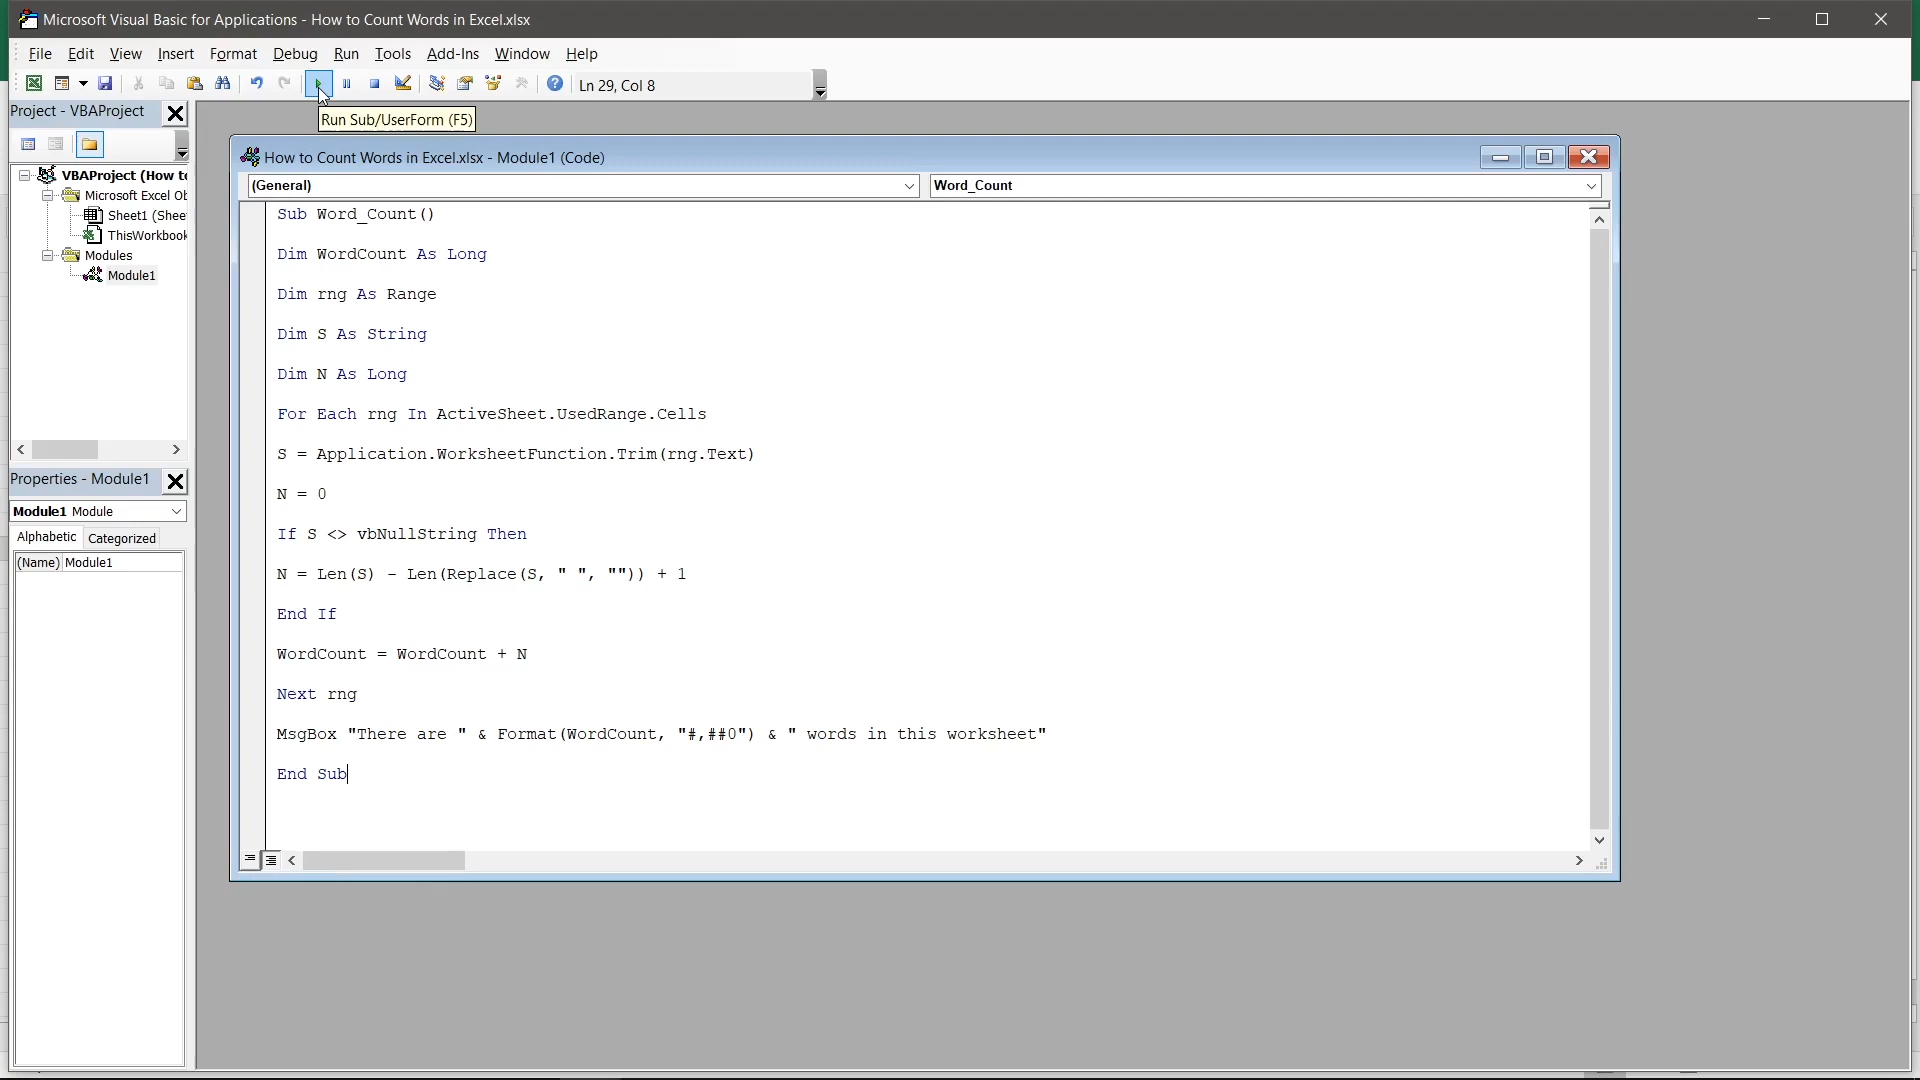 Microsoft Visual Basic for Applications - How to Count Words in Excel.xlsx
File Edit View Insert Format Debug Run Tools Add-Ins Window Help
Ln 29, Col 8
Run Sub/UserForm (F5)
Project - VBAProject
VBAProject (How to
Microsoft Excel Ob
Sheet1 (Shee
ThisWorkbook
Modules
Module1
Properties - Module1
Module1 Module
Alphabetic Categorized
(Name) Module1
How to Count Words in Excel.xlsx - Module1 (Code)
(General) Word_Count
Sub Word_Count()
Dim WordCount As Long
Dim rng As Range
Dim S As String
Dim N As Long
For Each rng In ActiveSheet.UsedRange.Cells
S = Application.WorksheetFunction.Trim(rng.Text)
N = 0
If S <> vbNullString Then
N = Len(S) - Len(Replace(S, " ", "")) + 1
End If
WordCount = WordCount + N
Next rng
MsgBox "There are " & Format(WordCount, "#,##0") & " words in this worksheet"
End Sub